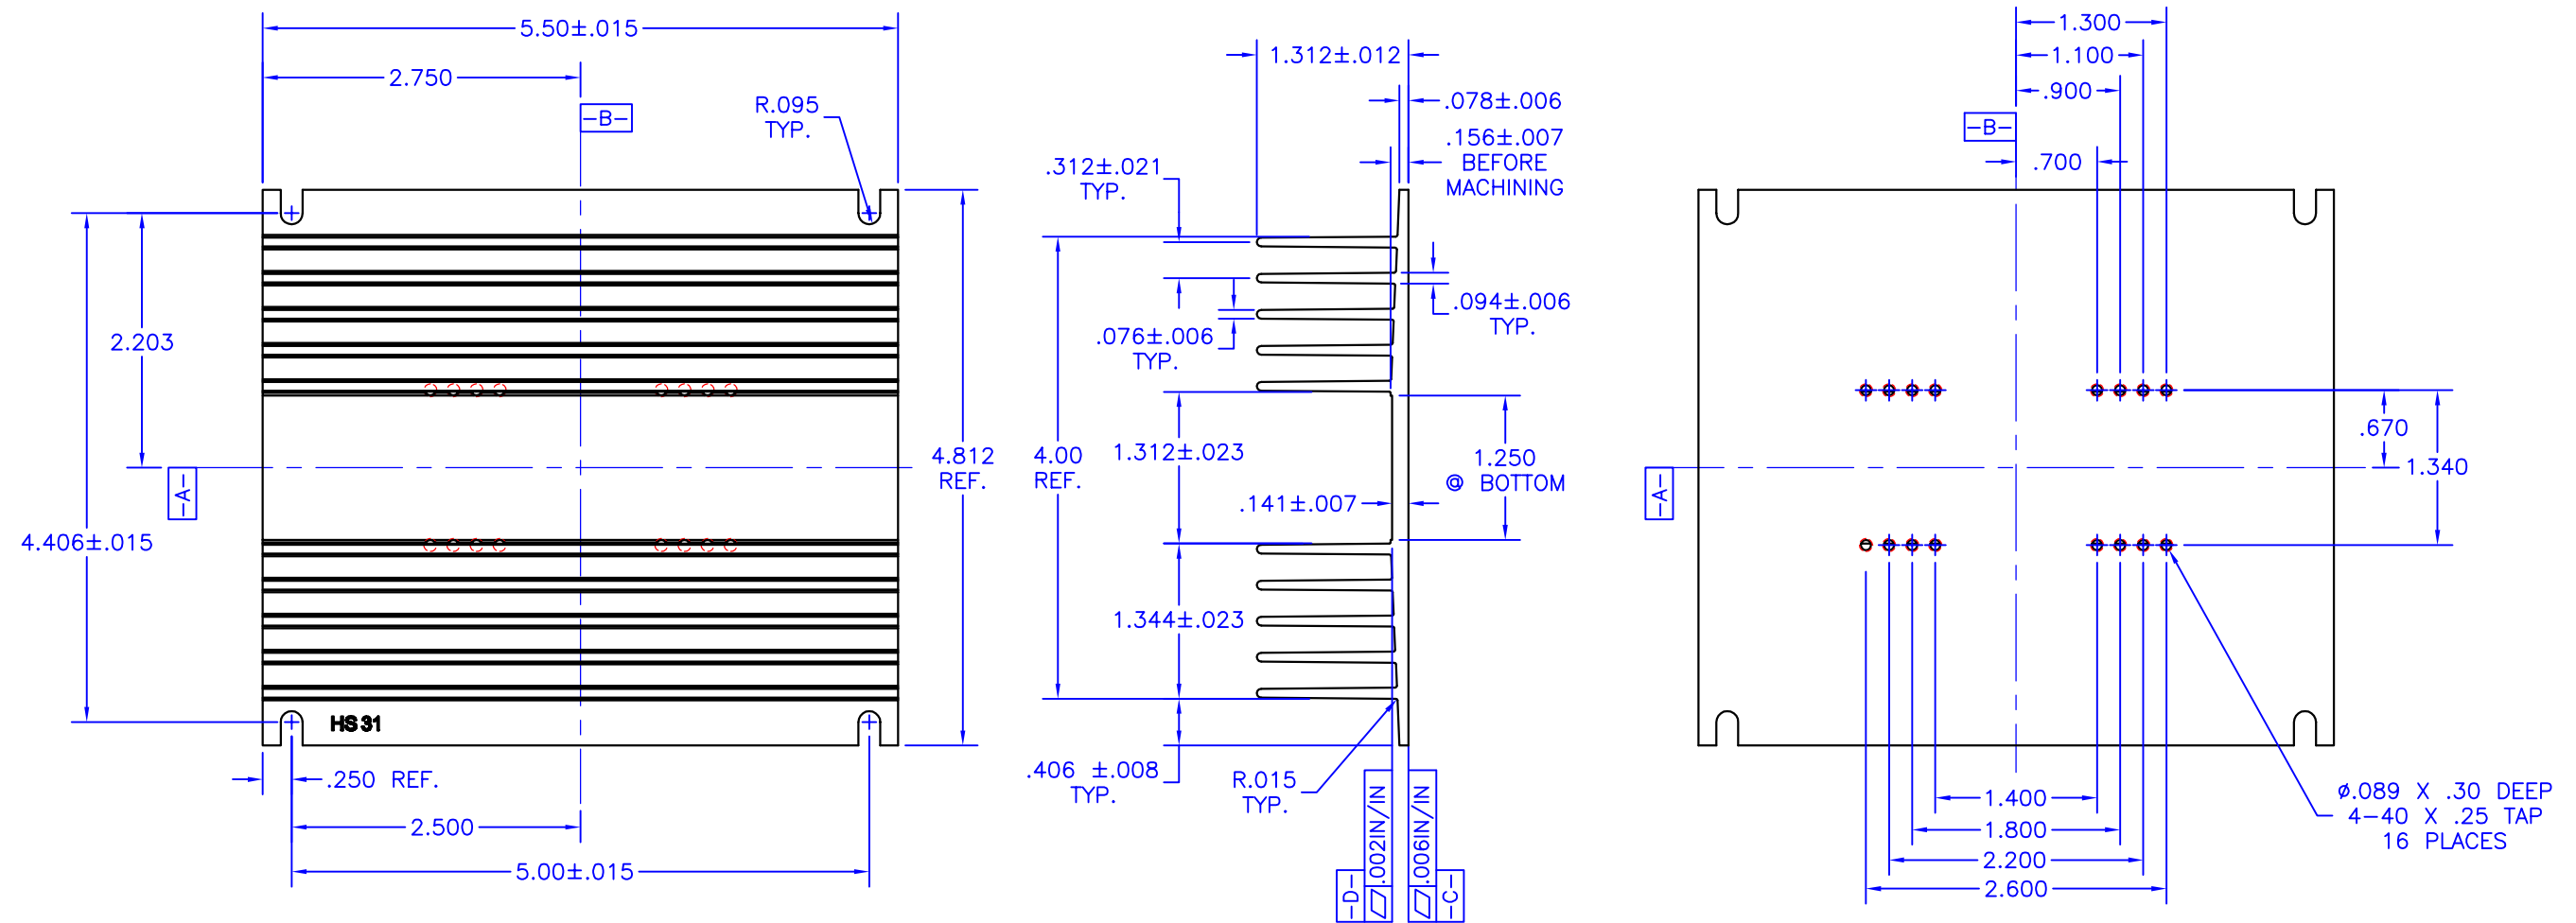 5.50±.015
2.750
-B-
R.095
TYP.
2.203
4.406±.015
-A-
4.812
REF.
HS 31
.250 REF.
2.500
5.00±.015
1.312±.012
.078±.006
.156±.007
BEFORE
MACHINING
.312±.021
TYP.
.094±.006
TYP.
.076±.006
TYP.
4.00
REF.
1.312±.023
1.250
@ BOTTOM
.141±.007
1.344±.023
.406 ±.008
TYP.
R.015
TYP.
-D-
.002IN/IN
.006IN/IN
-C-
1.300
1.100
.900
-B-
.700
.670
1.340
-A-
1.400
1.800
2.200
2.600
ø.089 X .30 DEEP
4-40 X .25 TAP
16 PLACES